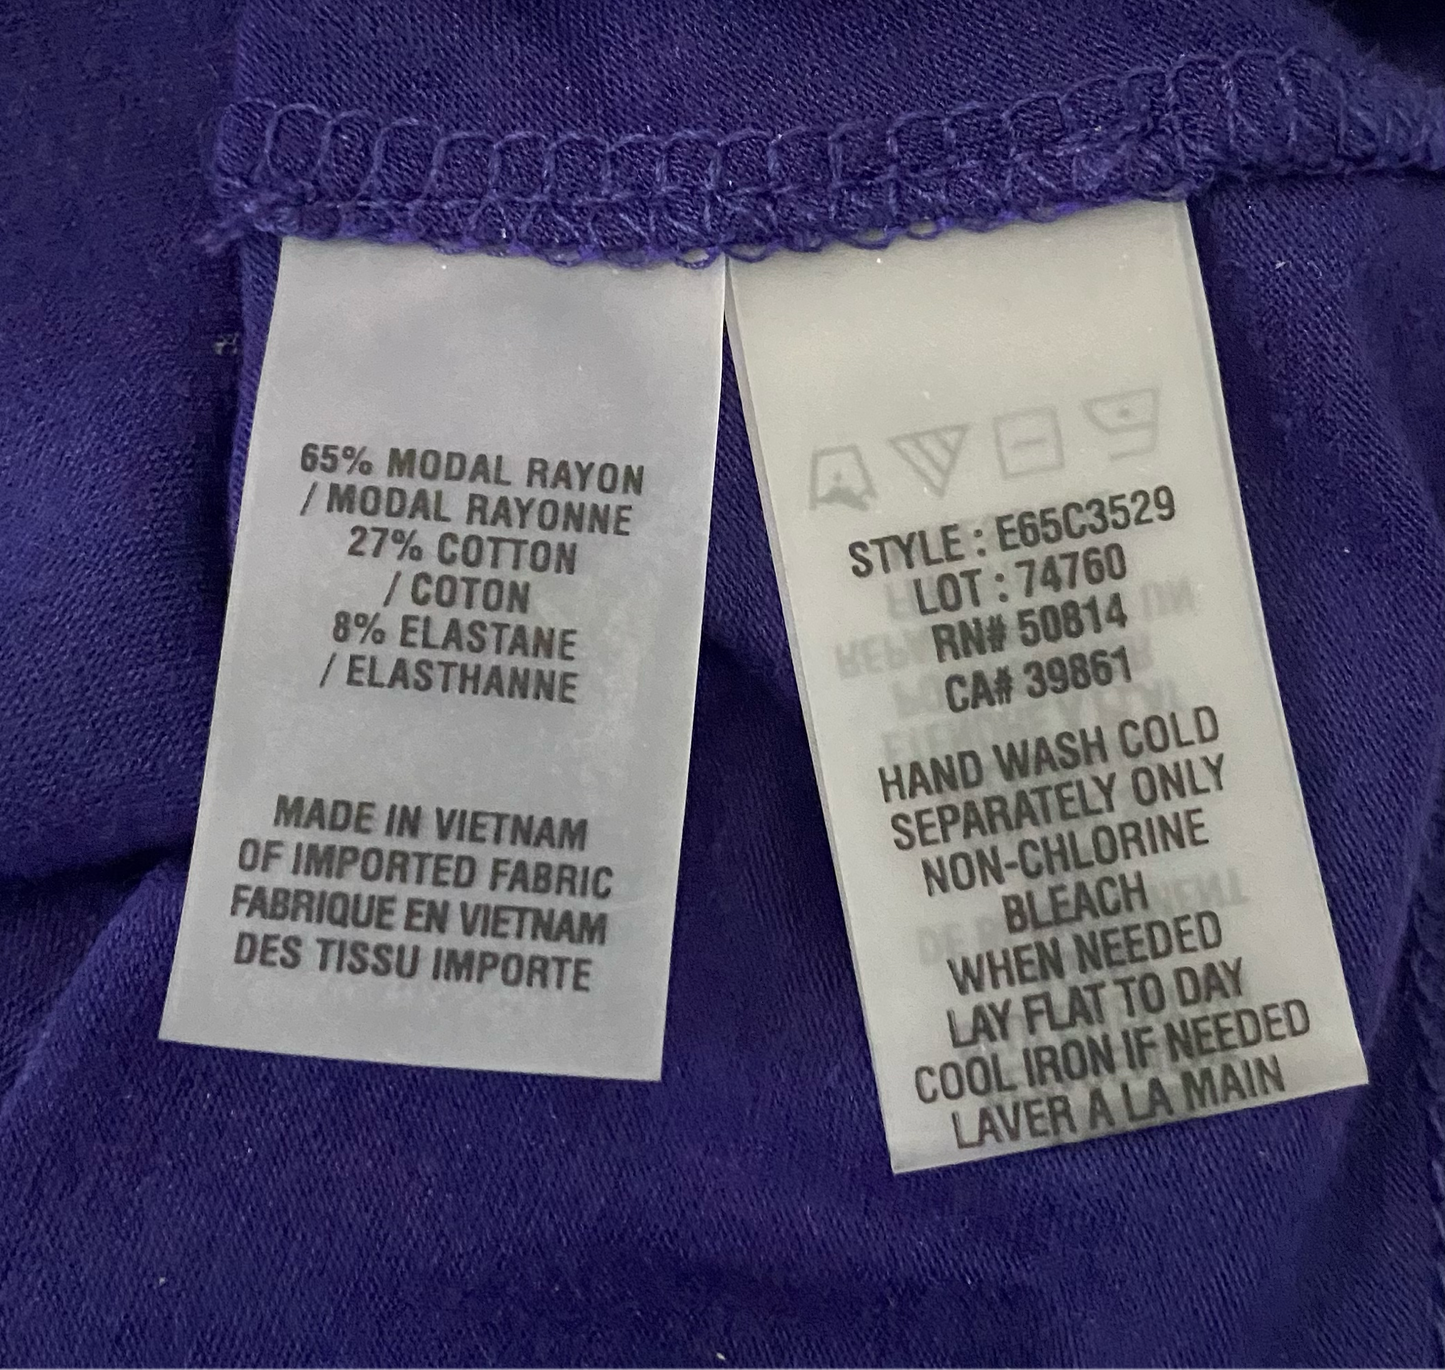 65% MODAL RAYON
/ MODAL RAYONNE
27% COTTON
/ COTON
8% ELASTANE
/ ELASTHANNE
MADE IN VIETNAM
OF IMPORTED FABRIC
FABRIQUE EN VIETNAM
DES TISSU IMPORTE
STYLE : E65C3529
LOT : 74760
RN# 50814
CA# 39861
HAND WASH COLD
SEPARATELY ONLY
NON-CHLORINE
BLEACH
WHEN NEEDED
LAY FLAT TO DAY
COOL IRON IF NEEDED
LAVER A LA MAIN